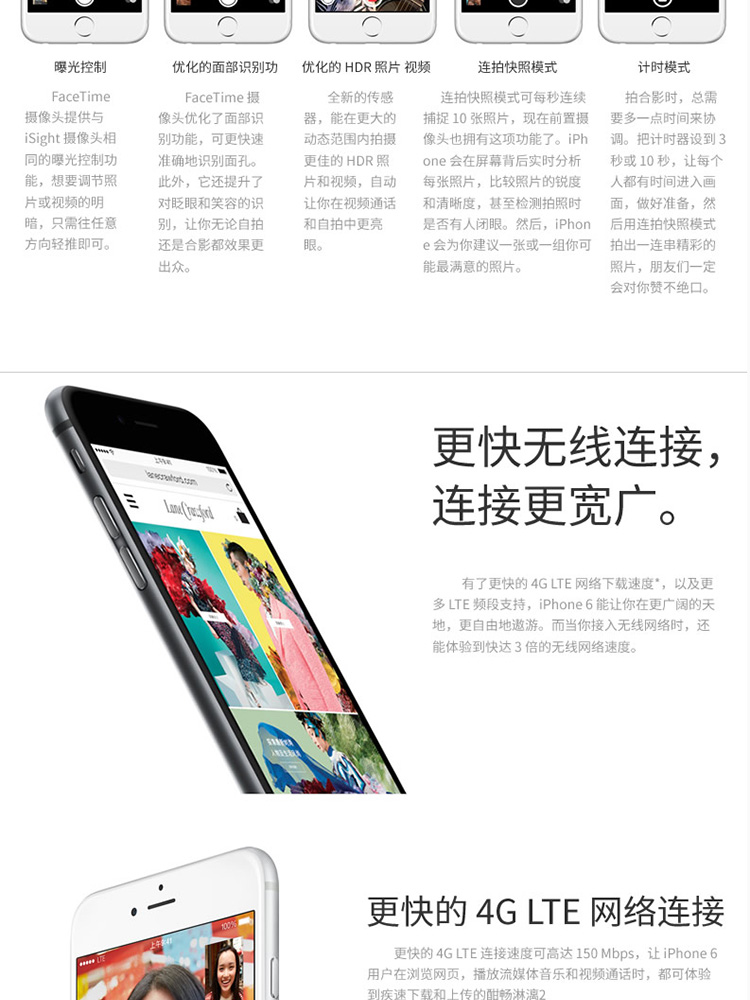 曝光控制
FaceTime
摄像头提供与
iSight 摄像头相
同的曝光控制功
能，想要调节照
片或视频的明
暗，只需往任意
方向轻推即可。
优化的面部识别功
FaceTime 摄
像头优化了面部识
别功能，可更快速
准确地识别面孔。
此外，它还提升了
对眨眼和笑容的识
别，让你无论自拍
还是合影都效果更
出众。
优化的 HDR 照片 视频
全新的传感
器，能在更大的
动态范围内拍摄
更佳的 HDR 照
片和视频，自动
让你在视频通话
和自拍中更亮
眼。
连拍快照模式
连拍快照模式可每秒连续
捕捉 10 张照片，现在前置摄
像头也拥有这项功能了。iPh
one 会在屏幕背后实时分析
每张照片，比较照片的锐度
和清晰度，甚至检测拍照时
是否有人闭眼。然后，iPhon
e 会为你建议一张或一组你可
能最满意的照片。
计时模式
拍合影时，总需
要多一点时间来协
调。把计时器设到 3
秒或 10 秒，让每个
人都有时间进入画
面，做好准备，然
后用连拍快照模式
拍出一连串精彩的
照片，朋友们一定
会对你赞不绝口。
上午9:41
100%
lanecrawford.com
Lane Crawford
更快无线连接，
连接更宽广。
有了更快的 4G LTE 网络下载速度*，以及更
多 LTE 频段支持，iPhone 6 能让你在更广阔的天
地，更自由地遨游。而当你接入无线网络时，还
能体验到快达 3 倍的无线网络速度。
LTE
上午9:41
100%
更快的 4G LTE 网络连接
更快的 4G LTE 连接速度可高达 150 Mbps，让 iPhone 6
用户在浏览网页，播放流媒体音乐和视频通话时，都可体验
到疾速下载和上传的酣畅淋漓2